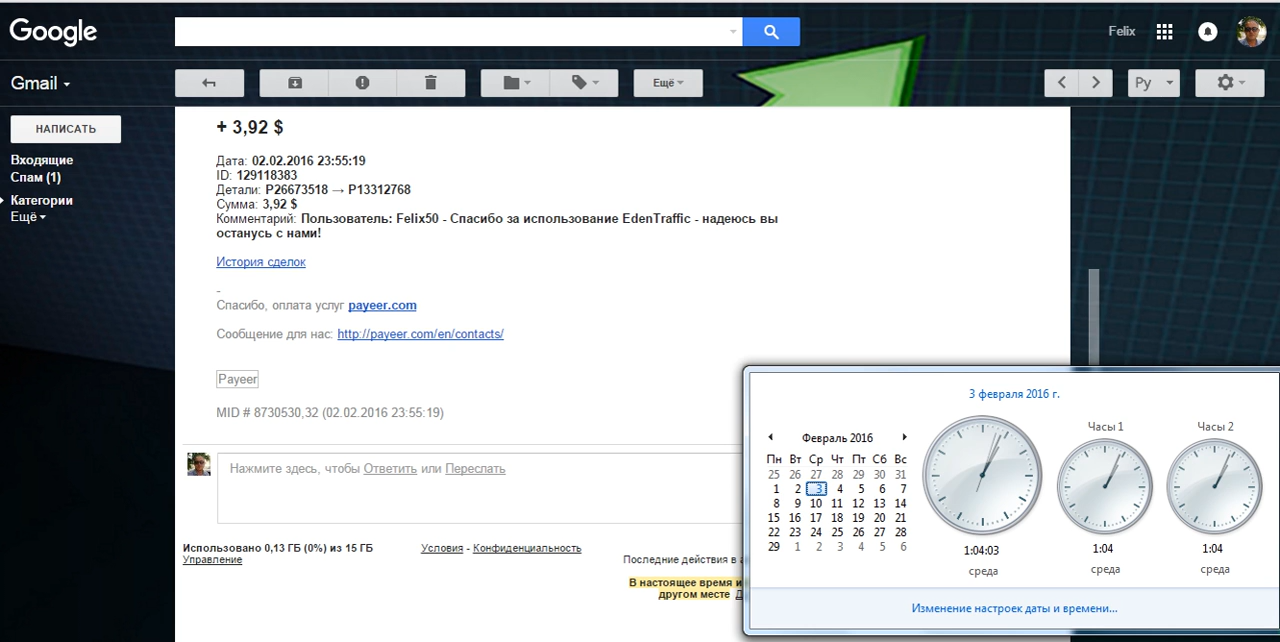 Google
Felix
Gmail
Ещё
Ру
НАПИСАТЬ
Входящие
Спам (1)
Категории
Ещё
+ 3,92 $
Дата: 02.02.2016 23:55:19
ID: 129118383
Детали: P26673518 → P13312768
Сумма: 3,92 $
Комментарий: Пользователь: Felix50 - Спасибо за использование EdenTraffic - надеюсь вы
останусь с нами!
История сделок
-
Спасибо, оплата услуг payeer.com
Сообщение для нас: http://payeer.com/en/contacts/
Payeer
MID # 8730530,32 (02.02.2016 23:55:19)
Нажмите здесь, чтобы Ответить или Переслать
Использовано 0,13 ГБ (0%) из 15 ГБ
Управление
Условия - Конфиденциальность
Последние действия в
В настоящее время
другом месте
3 февраля 2016 г.
Февраль 2016
Пн Вт Ср Чт Пт Сб Вс
25 26 27 28 29 30 31
1 2 3 4 5 6 7
8 9 10 11 12 13 14
15 16 17 18 19 20 21
22 23 24 25 26 27 28
29 1 2 3 4 5 6
1:04:03
среда
Часы 1
1:04
среда
Часы 2
1:04
среда
Изменение настроек даты и времени...